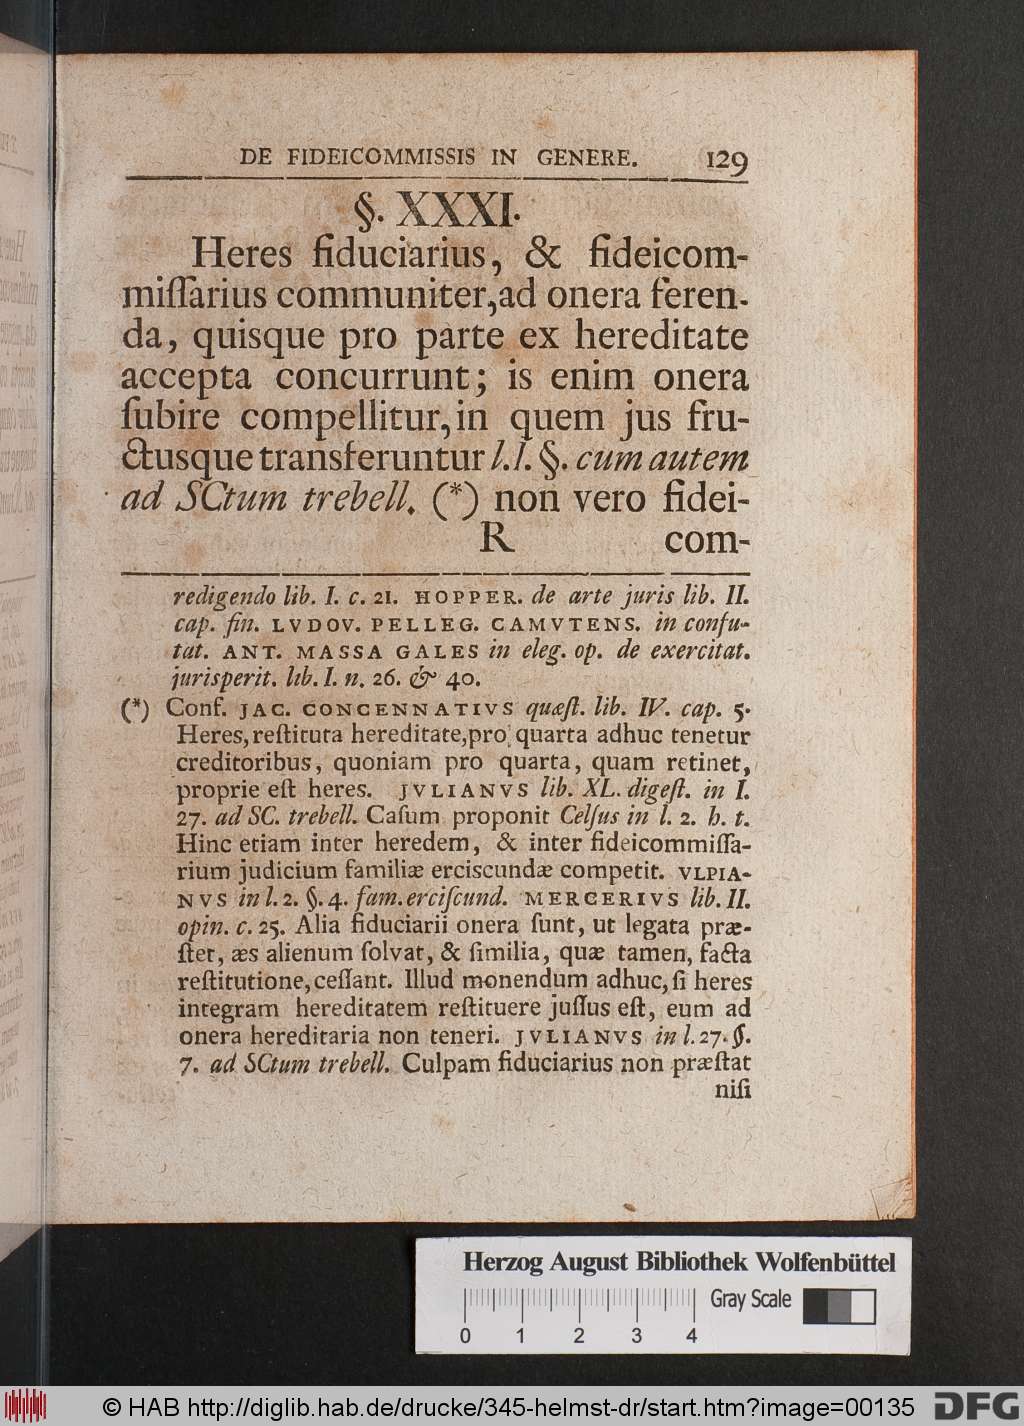 DE FIDEICOMMISSIS IN GENERE. 129
§. XXXI.
Heres fiduciarius, & fideicom-
miſſarius communiter,ad onera feren-
da, quisque pro parte ex hereditate
accepta concurrunt; is enim onera
ſubire compellitur,in quem jus fru-
ctusque transferuntur l.1. §. cum autem
ad SCtum trebell. (*) non vero fidei-
R com-
redigendo lib. I. c. 21. HOPPER. de arte juris lib. II.
cap. fin. LVDOV. PELLEG. CAMVTENS. in confu-
tat. ANT. MASSA GALES in eleg. op. de exercitat.
jurisperit. lib. I. n. 26. & 40.
(*) Conf. JAC. CONCENNATIVS quæſt. lib. IV. cap. 5.
Heres,reſtituta hereditate,pro quarta adhuc tenetur
creditoribus, quoniam pro quarta, quam retinet,
proprie eſt heres. JVLIANVS lib. XL. digeſt. in l.
27. ad SC. trebell. Caſum proponit Celſus in l. 2. h. t.
Hinc etiam inter heredem, & inter fideicommiſſa-
rium judicium familiæ erciscundæ competit. VLPIA-
NVS in l. 2. §. 4. fam. erciſcund. MERCERIVS lib. II.
opin. c. 25. Alia fiduciarii onera ſunt, ut legata præ-
ſtet, æs alienum ſolvat, & ſimilia, quæ tamen, facta
reſtitutione,ceſſant. Illud monendum adhuc,ſi heres
integram hereditatem reſtituere juſſus eſt, eum ad
onera hereditaria non teneri. JVLIANVS in l. 27. §.
7. ad SCtum trebell. Culpam fiduciarius non præſtat
niſi
Herzog August Bibliothek Wolfenbüttel
Gray Scale
0 1 2 3 4
© HAB http://diglib.hab.de/drucke/345-helmst-dr/start.htm?image=00135 DFG